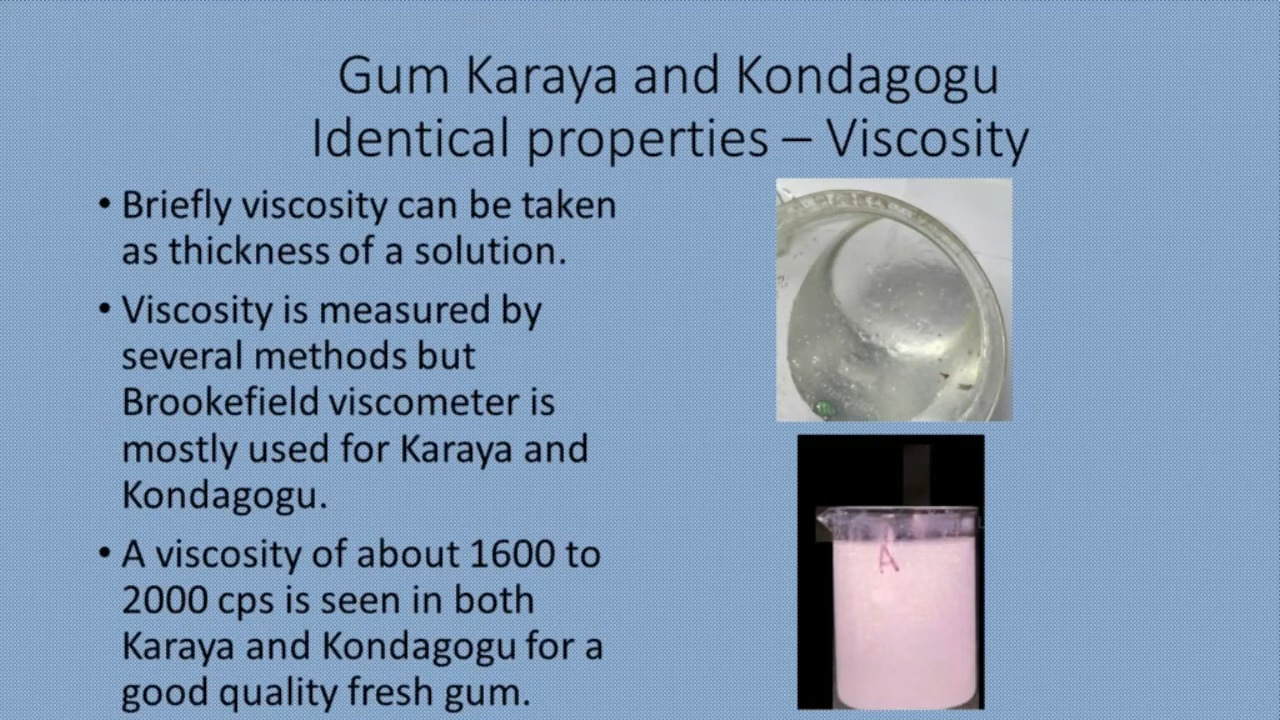 Gum Karaya and Kondagogu
Identical properties – Viscosity
• Briefly viscosity can be taken
as thickness of a solution.
• Viscosity is measured by
several methods but
Brookefield viscometer is
mostly used for Karaya and
Kondagogu.
• A viscosity of about 1600 to
2000 cps is seen in both
Karaya and Kondagogu for a
good quality fresh gum.
A